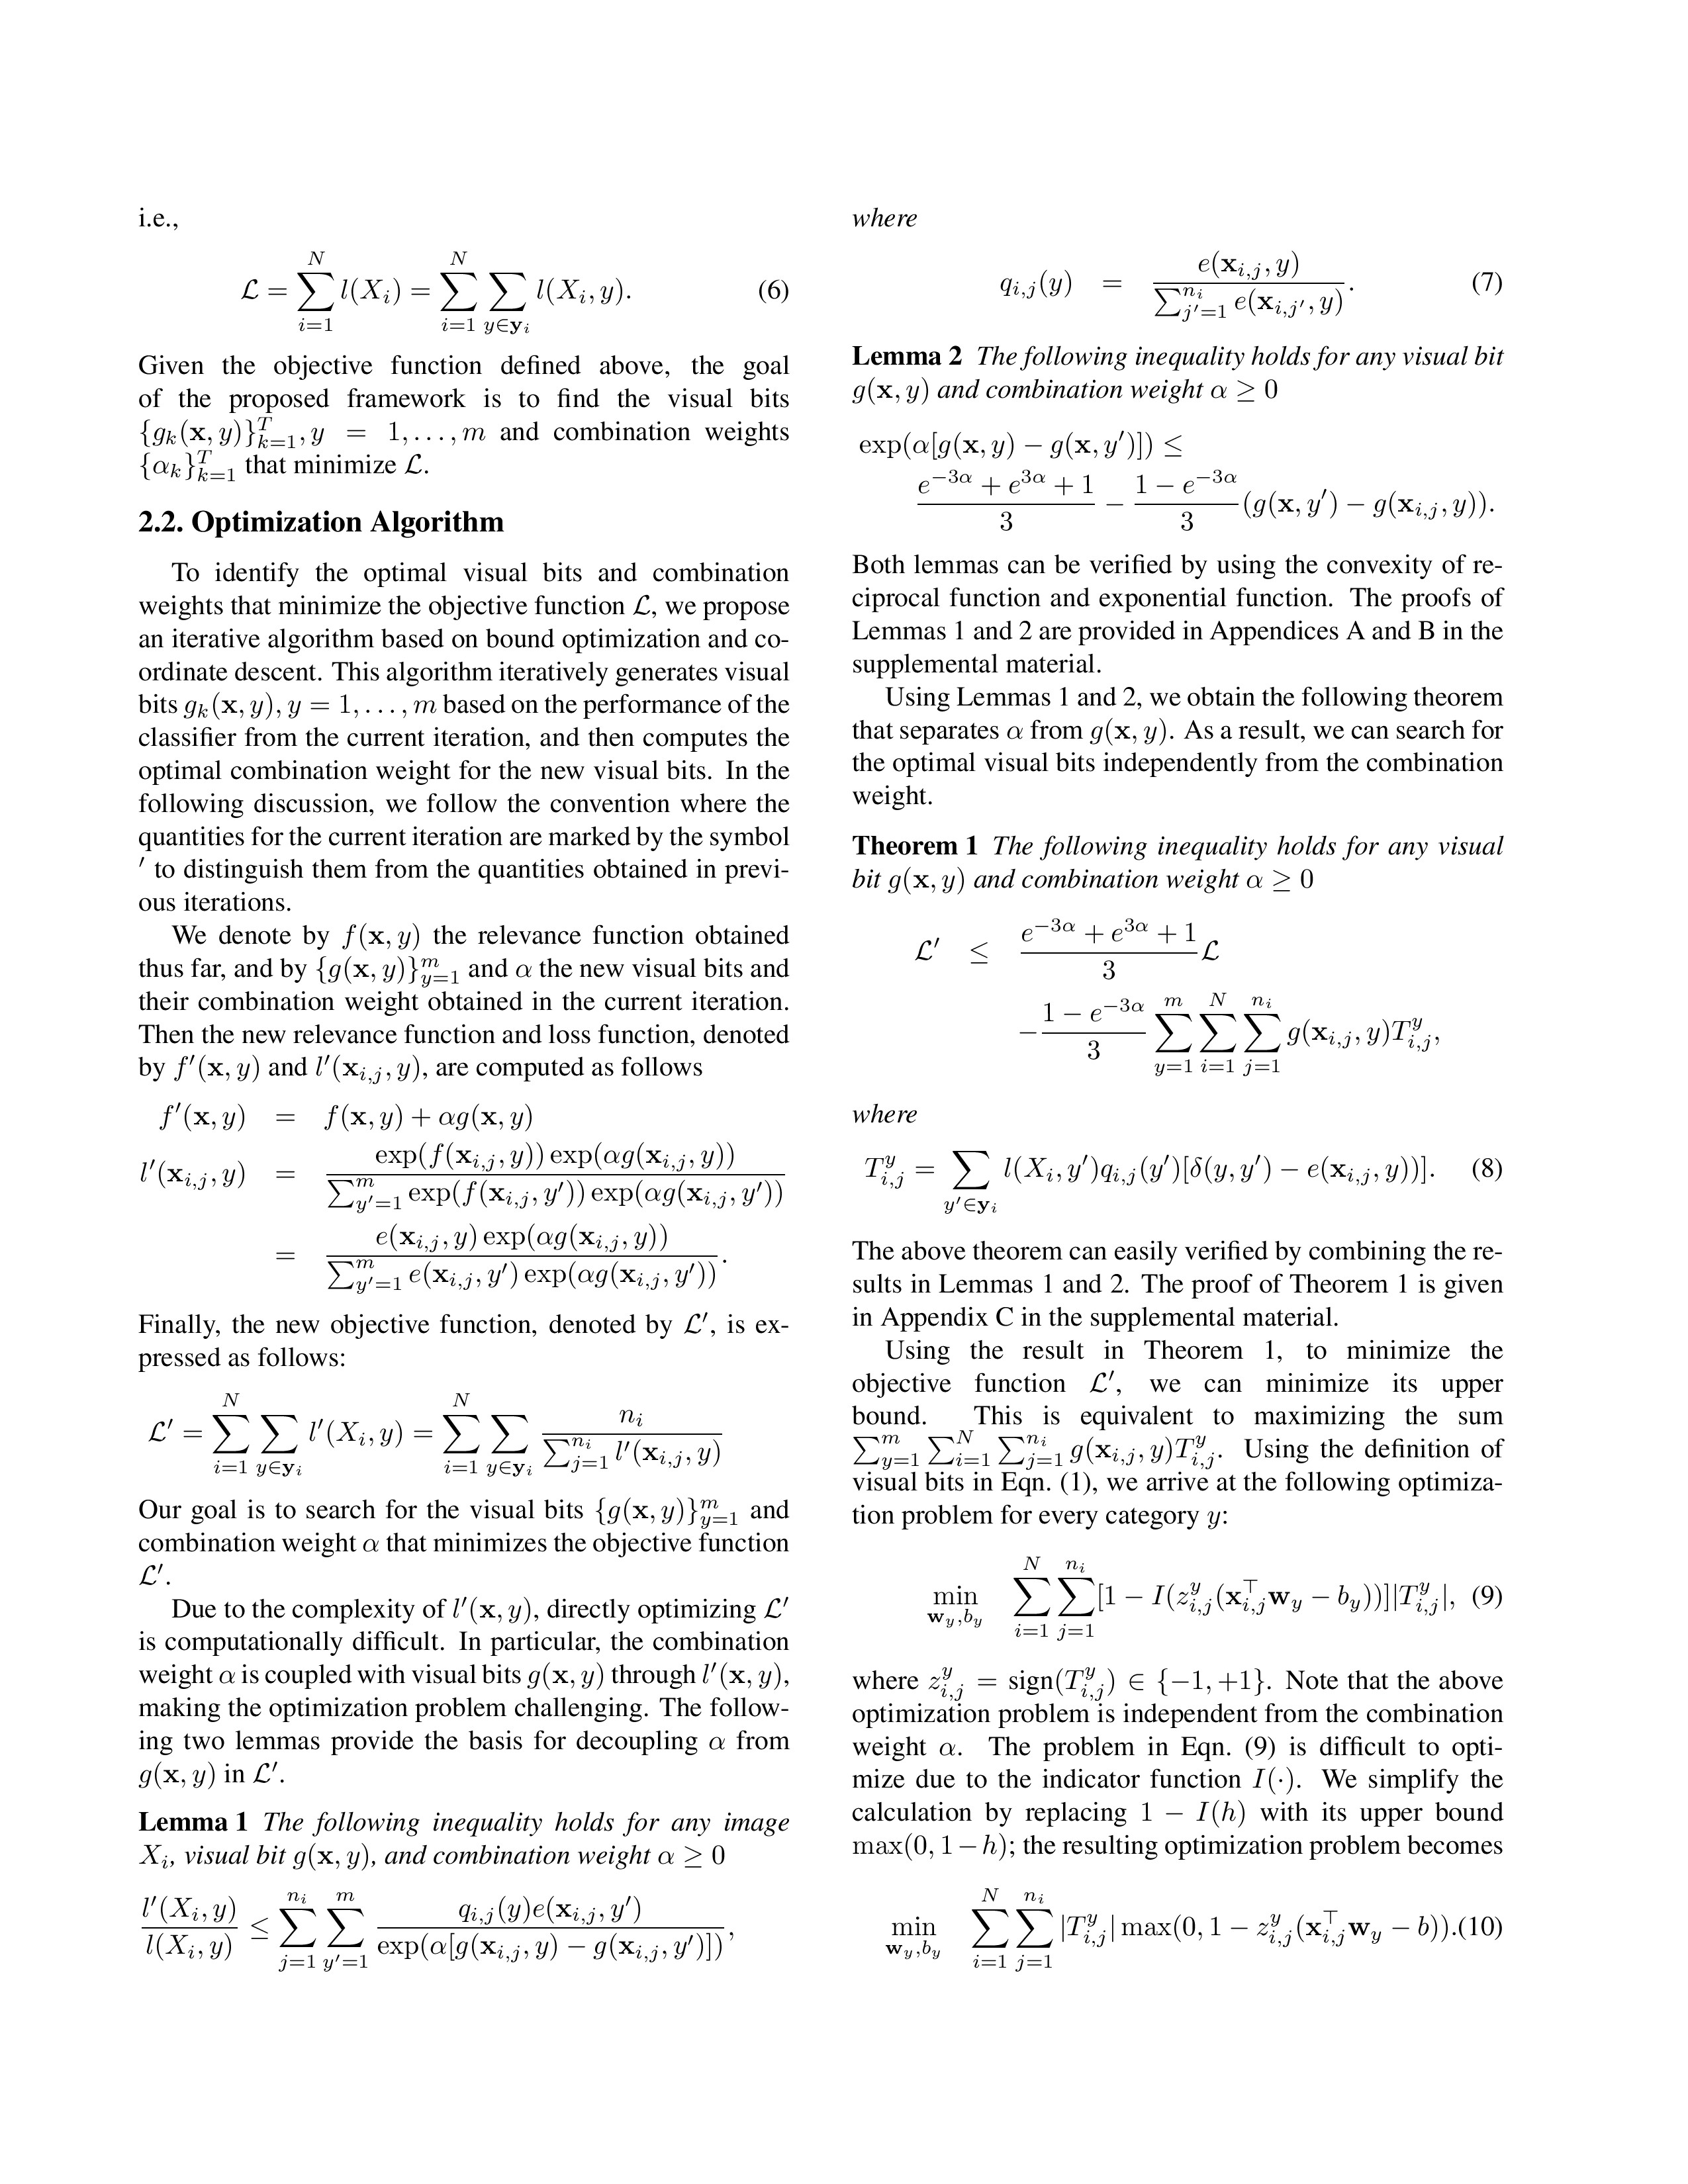 i.e.,
$$\mathcal{L} = \sum_{i=1}^{N} l(X_i) = \sum_{i=1}^{N} \sum_{y \in \mathbf{y}_i} l(X_i, y). \quad (6)$$
Given the objective function defined above, the goal
of the proposed framework is to find the visual bits
$\{g_k(\mathbf{x}, y)\}_{k=1}^{T}, y = 1, \ldots, m$ and combination weights
$\{\alpha_k\}_{k=1}^{T}$ that minimize $\mathcal{L}$.
2.2. Optimization Algorithm
To identify the optimal visual bits and combination
weights that minimize the objective function $\mathcal{L}$, we propose
an iterative algorithm based on bound optimization and co-
ordinate descent. This algorithm iteratively generates visual
bits $g_k(\mathbf{x}, y), y = 1, \ldots, m$ based on the performance of the
classifier from the current iteration, and then computes the
optimal combination weight for the new visual bits. In the
following discussion, we follow the convention where the
quantities for the current iteration are marked by the symbol
$'$ to distinguish them from the quantities obtained in previ-
ous iterations.
We denote by $f(\mathbf{x}, y)$ the relevance function obtained
thus far, and by $\{g(\mathbf{x}, y)\}_{y=1}^{m}$ and $\alpha$ the new visual bits and
their combination weight obtained in the current iteration.
Then the new relevance function and loss function, denoted
by $f'(\mathbf{x}, y)$ and $l'(\mathbf{x}_{i,j}, y)$, are computed as follows
$$f'(\mathbf{x}, y) = f(\mathbf{x}, y) + \alpha g(\mathbf{x}, y)$$
$$l'(\mathbf{x}_{i,j}, y) = \frac{\exp(f(\mathbf{x}_{i,j}, y)) \exp(\alpha g(\mathbf{x}_{i,j}, y))}{\sum_{y'=1}^{m} \exp(f(\mathbf{x}_{i,j}, y')) \exp(\alpha g(\mathbf{x}_{i,j}, y'))}$$
$$= \frac{e(\mathbf{x}_{i,j}, y) \exp(\alpha g(\mathbf{x}_{i,j}, y))}{\sum_{y'=1}^{m} e(\mathbf{x}_{i,j}, y') \exp(\alpha g(\mathbf{x}_{i,j}, y'))}.$$
Finally, the new objective function, denoted by $\mathcal{L}'$, is ex-
pressed as follows:
$$\mathcal{L}' = \sum_{i=1}^{N} \sum_{y \in \mathbf{y}_i} l'(X_i, y) = \sum_{i=1}^{N} \sum_{y \in \mathbf{y}_i} \frac{n_i}{\sum_{j=1}^{n_i} l'(\mathbf{x}_{i,j}, y)}$$
Our goal is to search for the visual bits $\{g(\mathbf{x}, y)\}_{y=1}^{m}$ and
combination weight $\alpha$ that minimizes the objective function
$\mathcal{L}'$.
Due to the complexity of $l'(\mathbf{x}, y)$, directly optimizing $\mathcal{L}'$
is computationally difficult. In particular, the combination
weight $\alpha$ is coupled with visual bits $g(\mathbf{x}, y)$ through $l'(\mathbf{x}, y)$,
making the optimization problem challenging. The follow-
ing two lemmas provide the basis for decoupling $\alpha$ from
$g(\mathbf{x}, y)$ in $\mathcal{L}'$.
Lemma 1 The following inequality holds for any image
$X_i$, visual bit $g(\mathbf{x}, y)$, and combination weight $\alpha \geq 0$
$$\frac{l'(X_i, y)}{l(X_i, y)} \leq \sum_{j=1}^{n_i} \sum_{y'=1}^{m} \frac{q_{i,j}(y) e(\mathbf{x}_{i,j}, y')}{\exp(\alpha[g(\mathbf{x}_{i,j}, y) - g(\mathbf{x}_{i,j}, y')])},$$
where
$$q_{i,j}(y) = \frac{e(\mathbf{x}_{i,j}, y)}{\sum_{j'=1}^{n_i} e(\mathbf{x}_{i,j'}, y)}. \quad (7)$$
Lemma 2 The following inequality holds for any visual bit
$g(\mathbf{x}, y)$ and combination weight $\alpha \geq 0$
$$\exp(\alpha[g(\mathbf{x}, y) - g(\mathbf{x}, y')]) \leq$$
$$\frac{e^{-3\alpha} + e^{3\alpha} + 1}{3} - \frac{1 - e^{-3\alpha}}{3}(g(\mathbf{x}, y') - g(\mathbf{x}_{i,j}, y)).$$
Both lemmas can be verified by using the convexity of re-
ciprocal function and exponential function. The proofs of
Lemmas 1 and 2 are provided in Appendices A and B in the
supplemental material.
Using Lemmas 1 and 2, we obtain the following theorem
that separates $\alpha$ from $g(\mathbf{x}, y)$. As a result, we can search for
the optimal visual bits independently from the combination
weight.
Theorem 1 The following inequality holds for any visual
bit $g(\mathbf{x}, y)$ and combination weight $\alpha \geq 0$
$$\mathcal{L}' \leq \frac{e^{-3\alpha} + e^{3\alpha} + 1}{3} \mathcal{L}$$
$$-\frac{1 - e^{-3\alpha}}{3} \sum_{y=1}^{m} \sum_{i=1}^{N} \sum_{j=1}^{n_i} g(\mathbf{x}_{i,j}, y) T_{i,j}^{y},$$
where
$$T_{i,j}^{y} = \sum_{y' \in \mathbf{y}_i} l(X_i, y') q_{i,j}(y') [\delta(y, y') - e(\mathbf{x}_{i,j}, y))]. \quad (8)$$
The above theorem can easily verified by combining the re-
sults in Lemmas 1 and 2. The proof of Theorem 1 is given
in Appendix C in the supplemental material.
Using the result in Theorem 1, to minimize the
objective function $\mathcal{L}'$, we can minimize its upper
bound. This is equivalent to maximizing the sum
$\sum_{y=1}^{m} \sum_{i=1}^{N} \sum_{j=1}^{n_i} g(\mathbf{x}_{i,j}, y) T_{i,j}^{y}$. Using the definition of
visual bits in Eqn. (1), we arrive at the following optimiza-
tion problem for every category $y$:
$$\min_{\mathbf{w}_y, b_y} \sum_{i=1}^{N} \sum_{j=1}^{n_i} [1 - I(z_{i,j}^{y}(\mathbf{x}_{i,j}^{\top} \mathbf{w}_y - b_y))] |T_{i,j}^{y}|, \quad (9)$$
where $z_{i,j}^{y} = \text{sign}(T_{i,j}^{y}) \in \{-1, +1\}$. Note that the above
optimization problem is independent from the combination
weight $\alpha$. The problem in Eqn. (9) is difficult to opti-
mize due to the indicator function $I(\cdot)$. We simplify the
calculation by replacing $1 - I(h)$ with its upper bound
$\max(0, 1 - h)$; the resulting optimization problem becomes
$$\min_{\mathbf{w}_y, b_y} \sum_{i=1}^{N} \sum_{j=1}^{n_i} |T_{i,j}^{y}| \max(0, 1 - z_{i,j}^{y}(\mathbf{x}_{i,j}^{\top} \mathbf{w}_y - b)). (10)$$